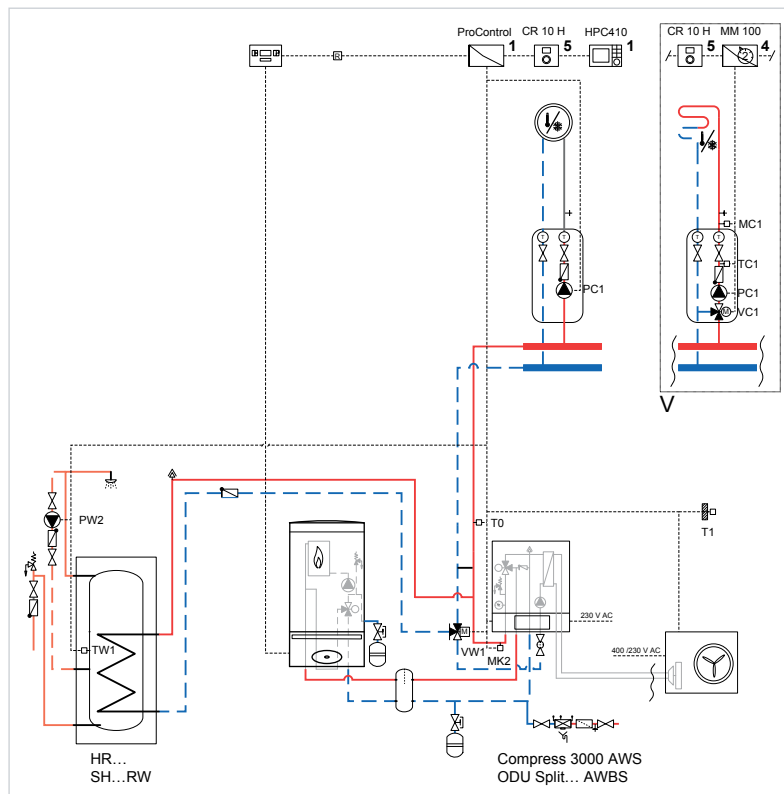 ProControl CR 10 H HPC410
1 5 1
R
CR 10 H MM 100
5 4
2
MC1
T T
TC1
PC1
VC1
M
V
T T
PC1
PW2
T0
T1
TW1
M
VW1
MK2
230 V AC
400 /230 V AC
HR...
SH...RW
Compress 3000 AWS
ODU Split... AWBS